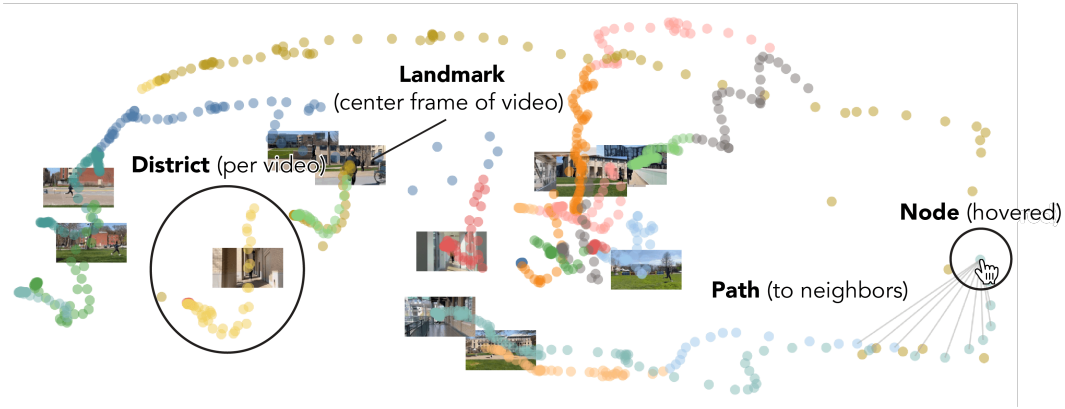 Landmark
(center frame of video)
District (per video)
Node (hovered)
Path (to neighbors)